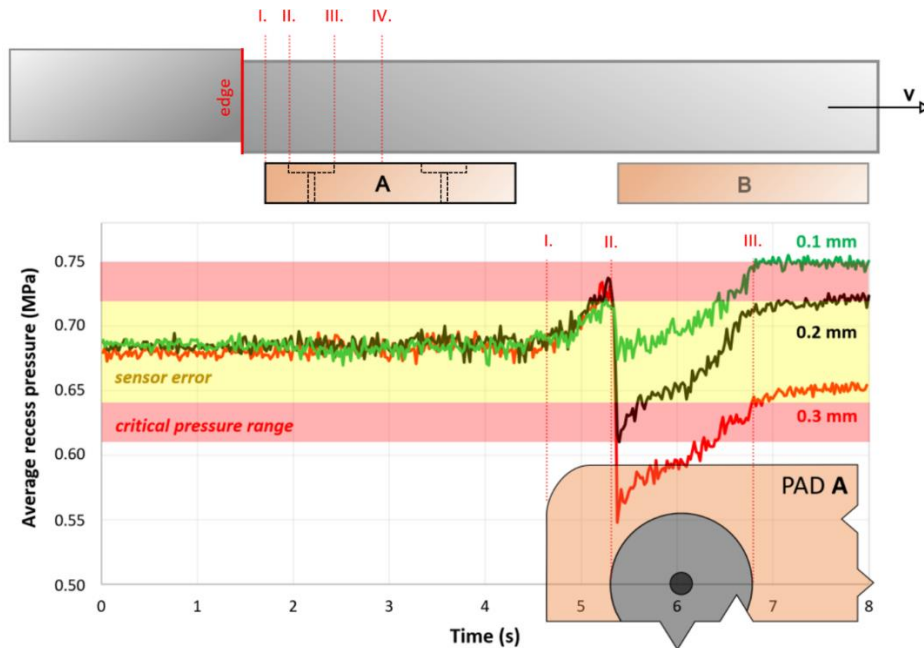 I. II. III. IV.
edge
V
A
B
Average recess pressure (MPa)
0.75
0.70
0.65
0.60
0.55
0.50
I. II. III. 0.1 mm
0.2 mm
sensor error
0.3 mm
critical pressure range
PAD A
0 1 2 3 4 5 6 7 8
Time (s)